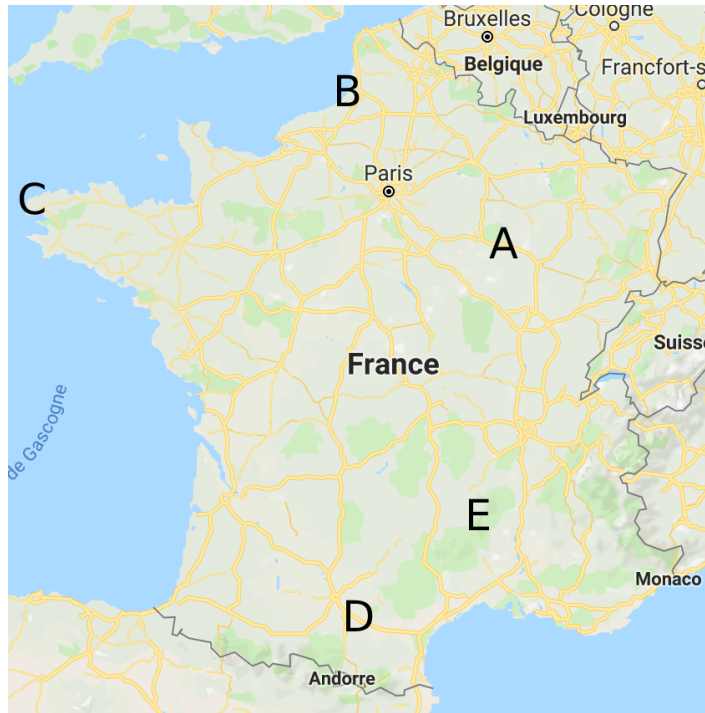 Bruxelles
Cologne
Belgique
Francfort-s
Luxembourg
B
Paris
C
A
Suisse
France
de Gascogne
E
Monaco
D
Andorre